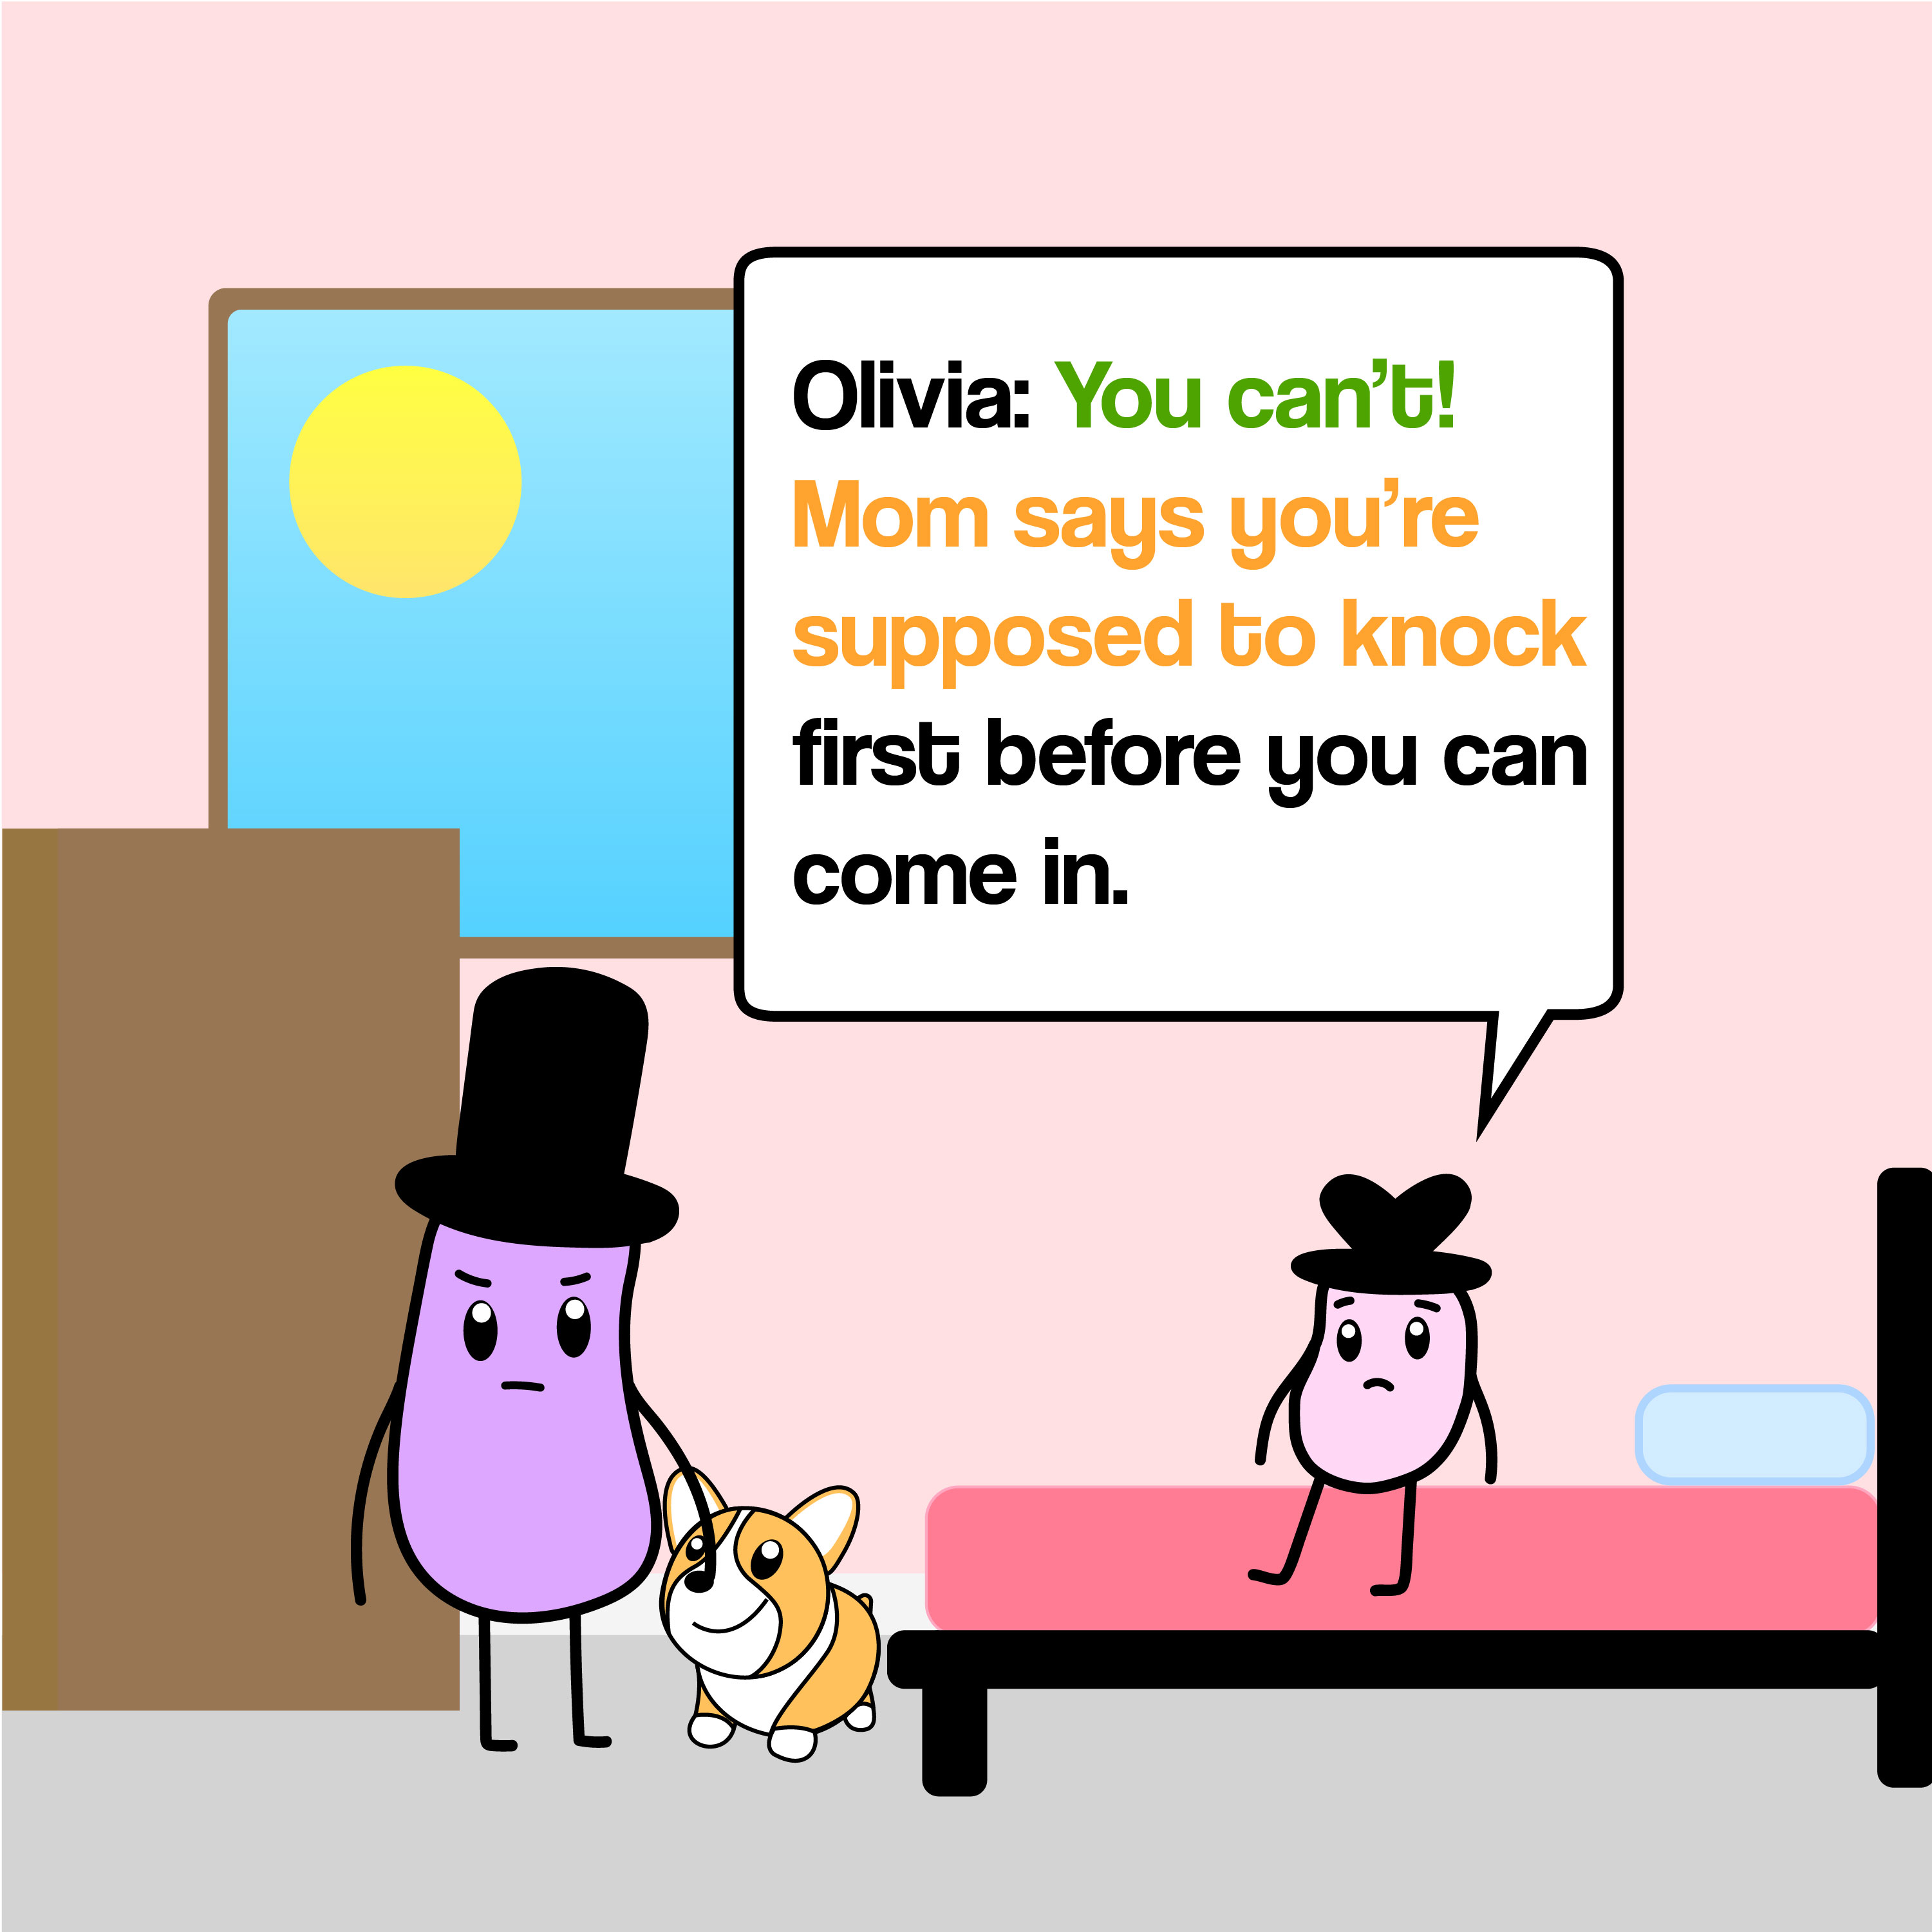 Olivia: You can’t!
Mom says you’re
supposed to knock
first before you can
come in.